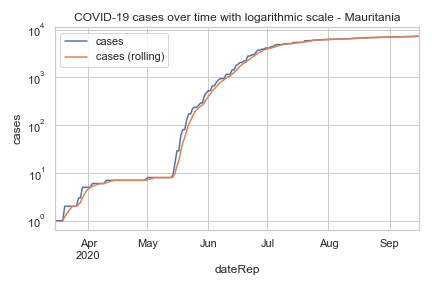 COVID-19 cases over time with logarithmic scale - Mauritania
cases
cases (rolling)
10^4
10^3
10^2
10^1
10^0
cases
Apr
2020
May
Jun
Jul
Aug
Sep
dateRep